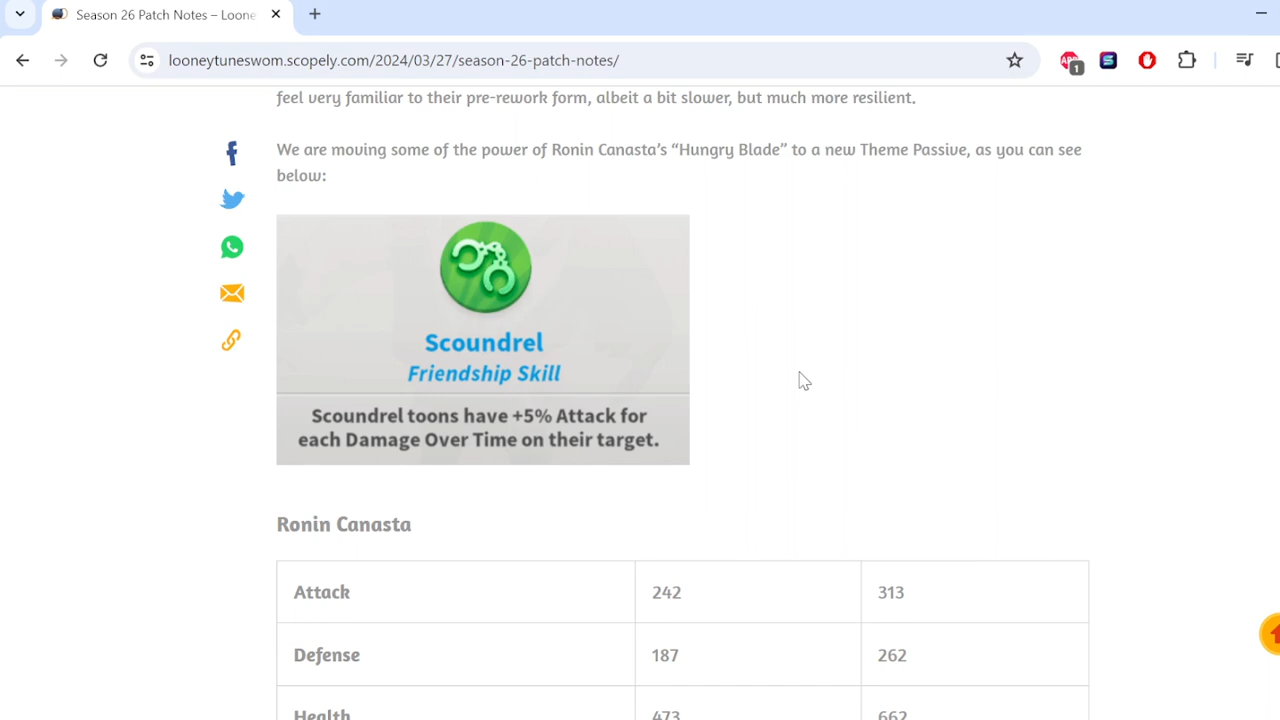 Season 26 Patch Notes – Loone
looneytuneswom.scopely.com/2024/03/27/season-26-patch-notes/
1
feel very familiar to their pre-rework form, albeit a bit slower, but much more resilient.
We are moving some of the power of Ronin Canasta's “Hungry Blade” to a new Theme Passive, as you can see
below:
Scoundrel
Friendship Skill
Scoundrel toons have +5% Attack for
each Damage Over Time on their target.
Ronin Canasta
Attack 242 313
Defense 187 262
Health 473 662